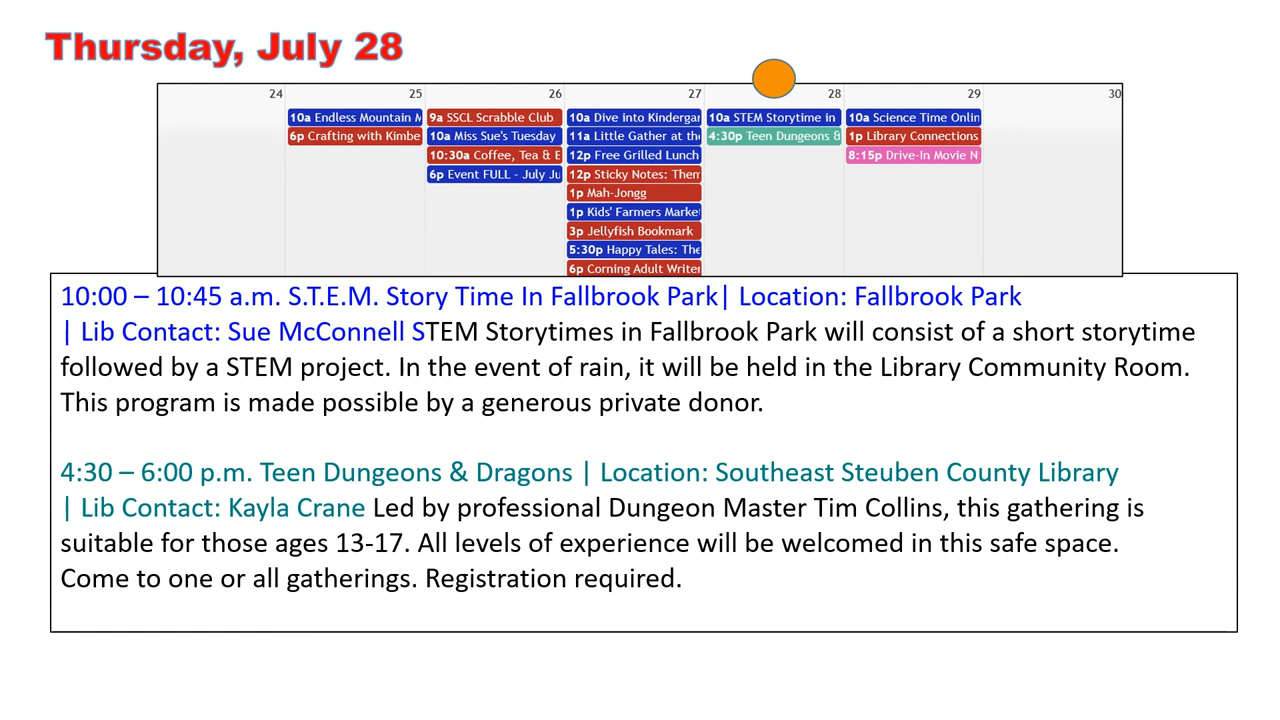 Thursday, July 28
24 25 26 27 28 29 30
10a Endless Mountain M 9a SSCL Scrabble Club 10a Dive into Kindergar 10a STEM Storytime in 10a Science Time Onlin
6p Crafting with Kimbe 10a Miss Sue's Tuesday 11a Little Gather at the 4:30p Teen Dungeons & 1p Library Connections
10:30a Coffee, Tea & E 12p Free Grilled Lunch 8:15p Drive-In Movie N
6p Event FULL - July Ju 12p Sticky Notes: Them
1p Mah-Jongg
1p Kids' Farmers Market
3p Jellyfish Bookmark
5:30p Happy Tales: The
6p Corning Adult Writer
10:00 – 10:45 a.m. S.T.E.M. Story Time In Fallbrook Park| Location: Fallbrook Park
| Lib Contact: Sue McConnell STEM Storytimes in Fallbrook Park will consist of a short storytime
followed by a STEM project. In the event of rain, it will be held in the Library Community Room.
This program is made possible by a generous private donor.
4:30 – 6:00 p.m. Teen Dungeons & Dragons | Location: Southeast Steuben County Library
| Lib Contact: Kayla Crane Led by professional Dungeon Master Tim Collins, this gathering is
suitable for those ages 13-17. All levels of experience will be welcomed in this safe space.
Come to one or all gatherings. Registration required.